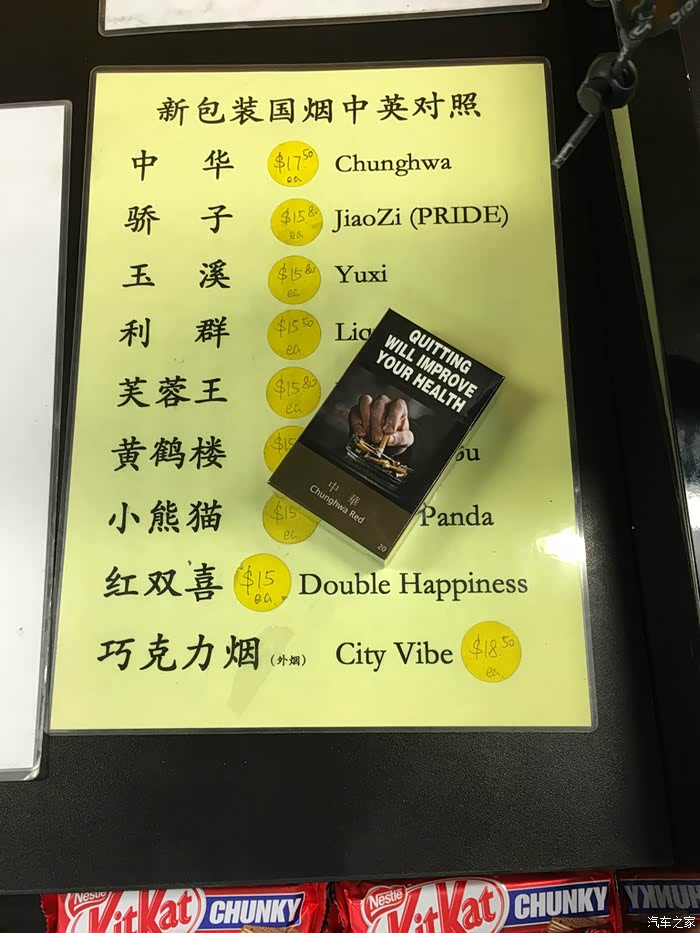 新包装国烟中英对照
中 华 $17.50 ea Chunghwa
骄 子 $15.80 ea JiaoZi (PRIDE)
玉 溪 $15.80 ea Yuxi
利 群 $15.50 ea
芙蓉王 $15.80 ea
黄鹤楼
小熊猫 $15 ea Panda
红双喜 $15 ea. Double Happiness
巧克力烟(外烟) City Vibe $18.50 ea
QUITTING
WILL IMPROVE
YOUR HEALTH
中 華
Chunghwa Red
20
Nestle
KitKat CHUNKY
Nestle
KitKat CHUNKY
CHUNKY
汽车之家